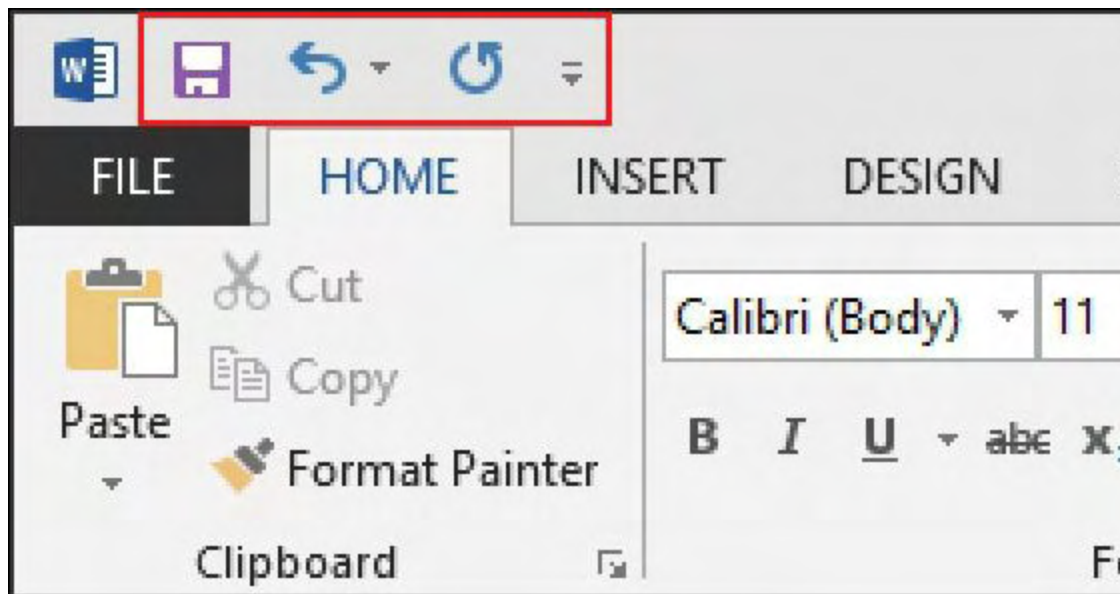 W
FILE HOME INSERT DESIGN
Cut
Calibri (Body) 11
Copy
Paste
B I U abc x
Format Painter
Clipboard